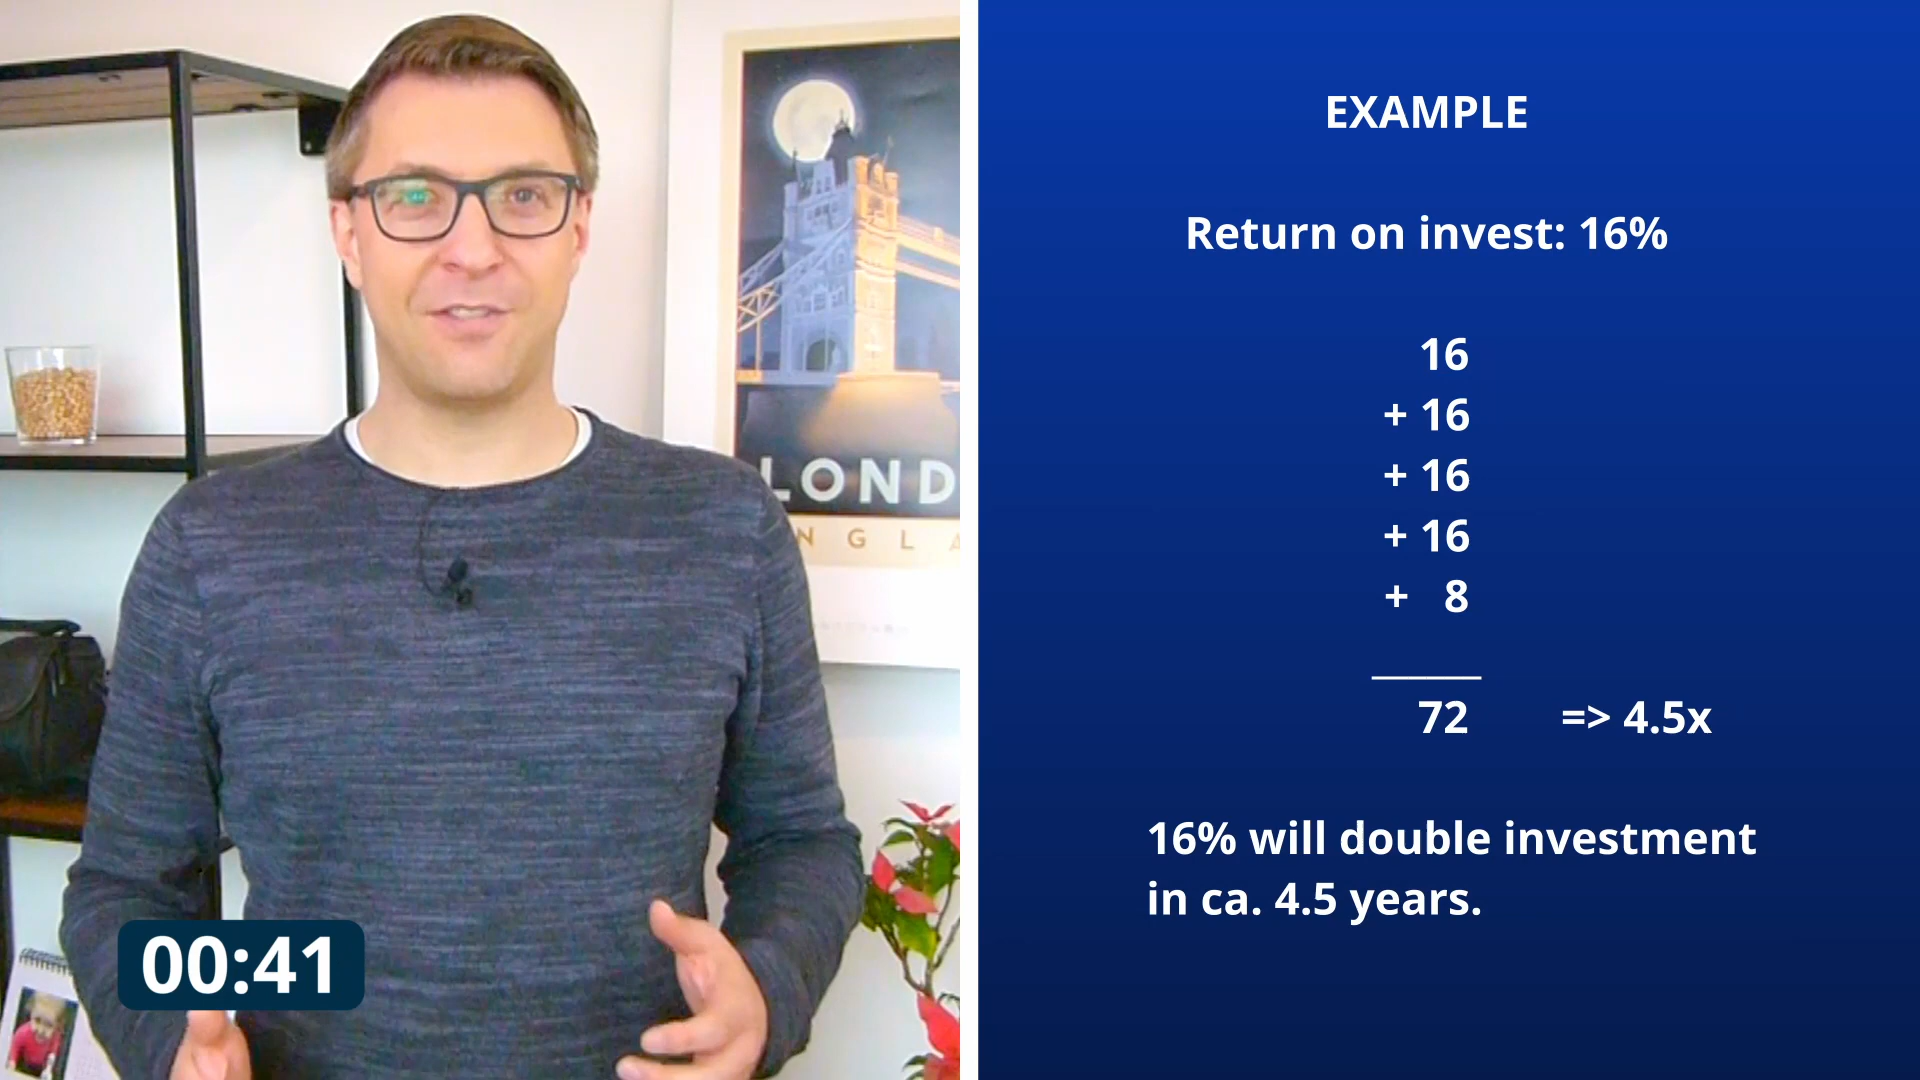 LOND
NGLA
00:41
EXAMPLE
Return on invest: 16%
16
+ 16
+ 16
+ 16
+ 8
72 => 4.5x
16% will double investment
in ca. 4.5 years.